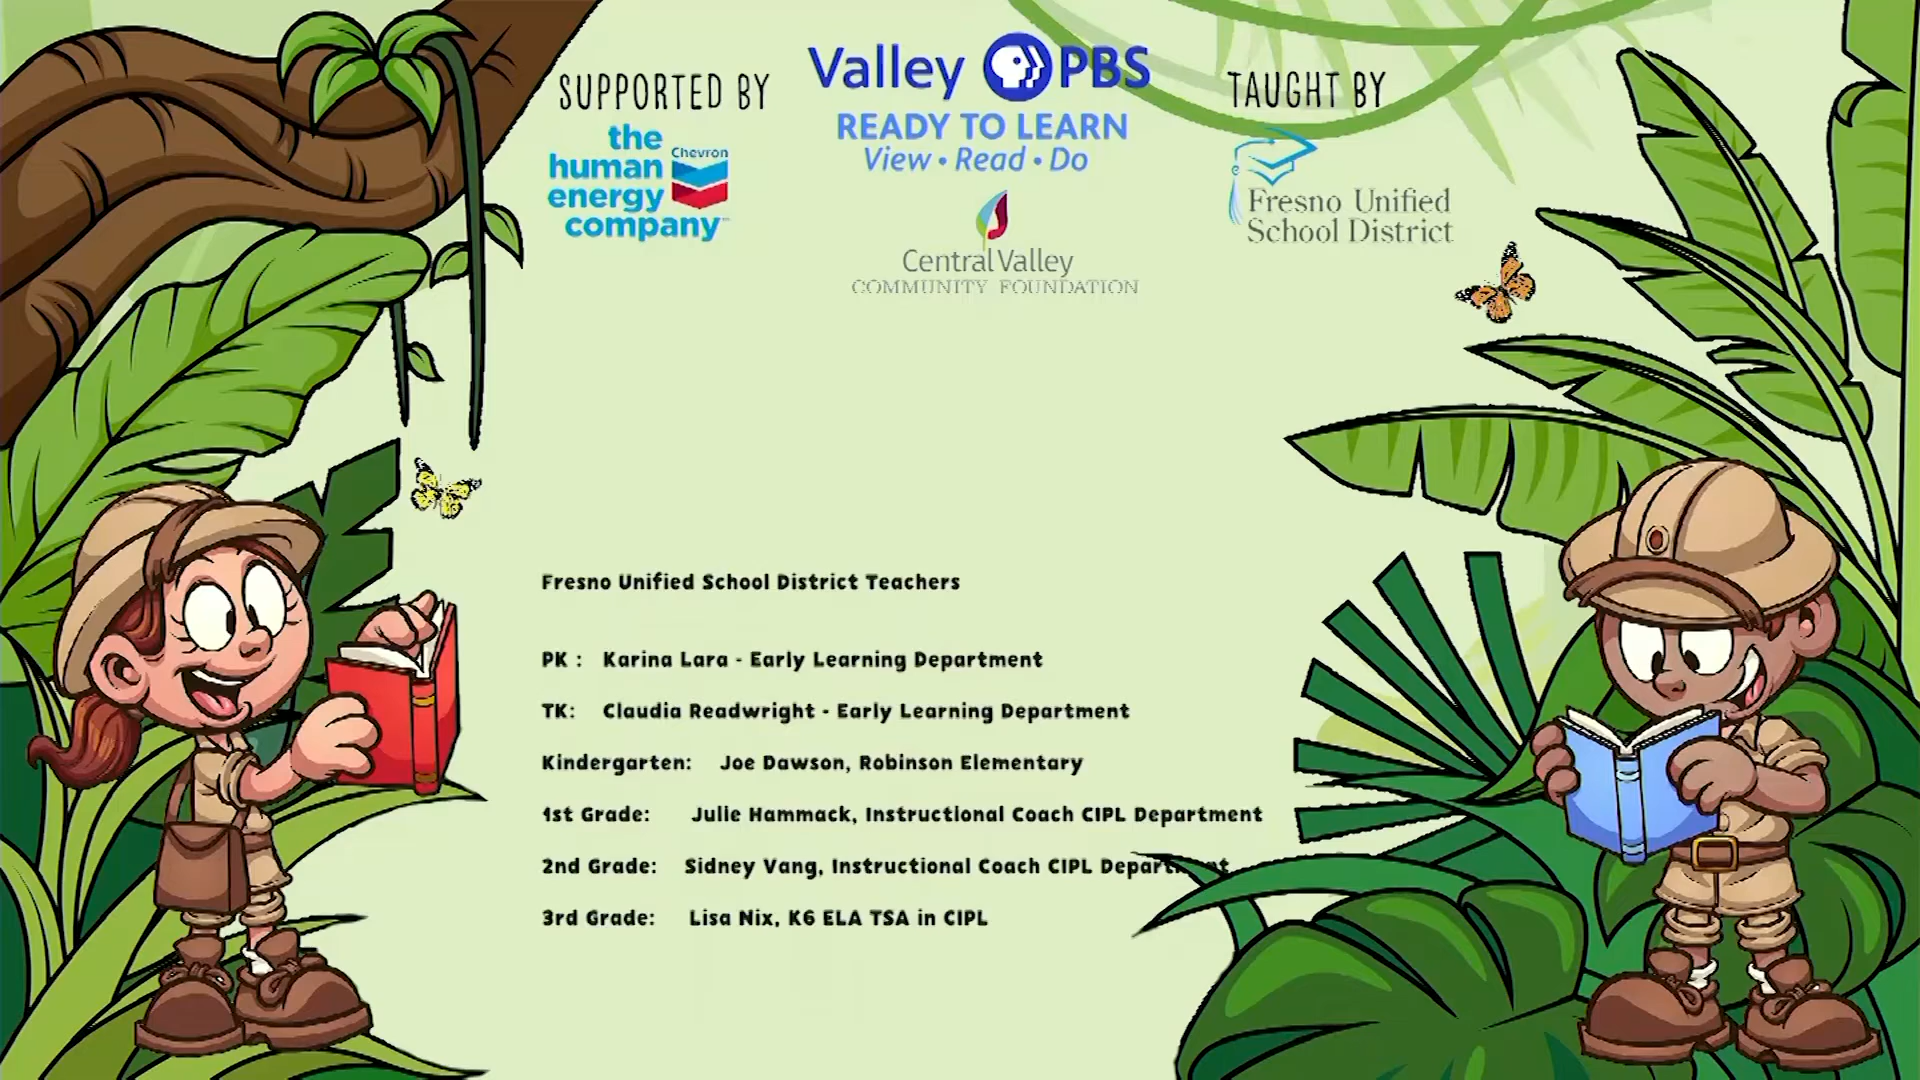 SUPPORTED BY
the
human
energy
company™
Chevron
Valley PBS
READY TO LEARN
View • Read • Do
Central Valley
COMMUNITY FOUNDATION
TAUGHT BY
Fresno Unified
School District
Fresno Unified School District Teachers
PK : Karina Lara - Early Learning Department
TK: Claudia Readwright - Early Learning Department
Kindergarten: Joe Dawson, Robinson Elementary
1st Grade: Julie Hammack, Instructional Coach CIPL Department
2nd Grade: Sidney Vang, Instructional Coach CIPL Department
3rd Grade: Lisa Nix, K6 ELA TSA in CIPL